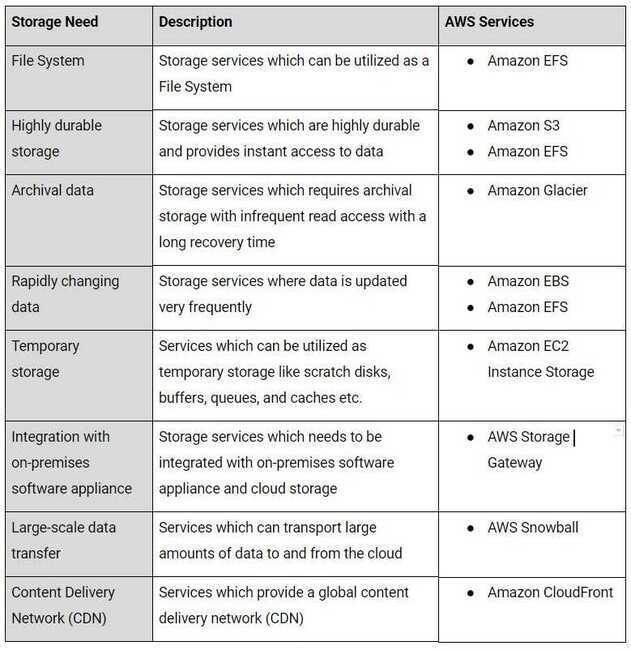 Storage Need
Description
AWS Services
File System
Storage services which can be utilized as a
File System
● Amazon EFS
Highly durable
storage
Storage services which are highly durable
and provides instant access to data
● Amazon S3
● Amazon EFS
Archival data
Storage services which requires archival
storage with infrequent read access with a
long recovery time
● Amazon Glacier
Rapidly changing
data
Storage services where data is updated
very frequently
● Amazon EBS
● Amazon EFS
Temporary
storage
Services which can be utilized as
temporary storage like scratch disks,
buffers, queues, and caches etc.
● Amazon EC2
Instance Storage
Integration with
on-premises
software appliance
Storage services which needs to be
integrated with on-premises software
appliance and cloud storage
● AWS Storage
Gateway
Large-scale data
transfer
Services which can transport large
amounts of data to and from the cloud
● AWS Snowball
Content Delivery
Network (CDN)
Services which provide a global content
delivery network (CDN)
● Amazon CloudFront